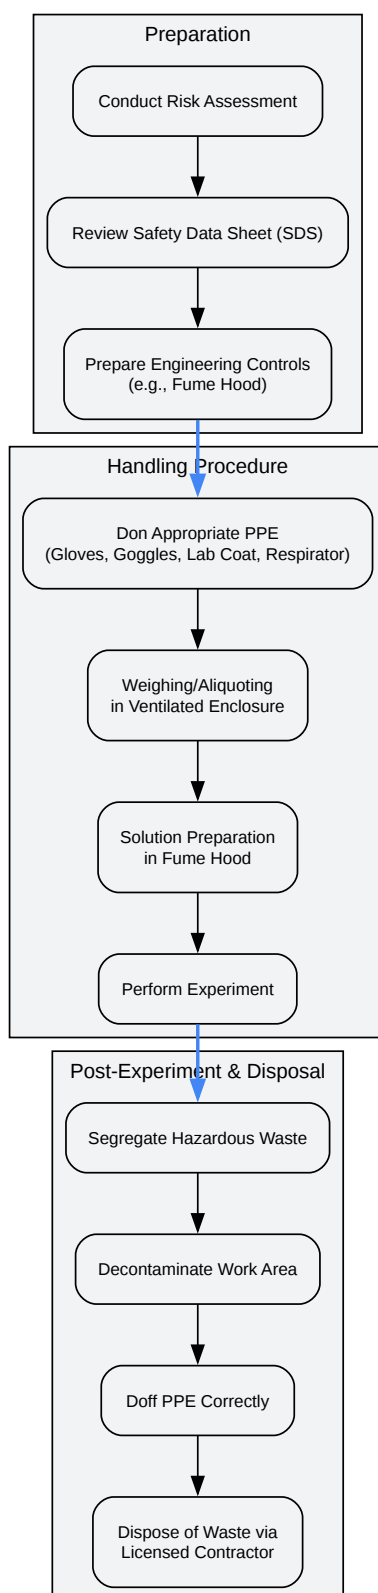 Preparation
Conduct Risk Assessment
Review Safety Data Sheet (SDS)
Prepare Engineering Controls
(e.g., Fume Hood)
Handling Procedure
Don Appropriate PPE
(Gloves, Goggles, Lab Coat, Respirator)
Weighing/Aliquoting
in Ventilated Enclosure
Solution Preparation
in Fume Hood
Perform Experiment
Post-Experiment & Disposal
Segregate Hazardous Waste
Decontaminate Work Area
Doff PPE Correctly
Dispose of Waste via
Licensed Contractor